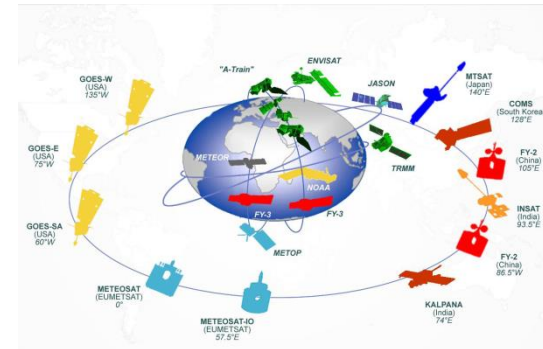 "A-Train"
ENVISAT
JASON
GOES-W
(USA)
135°W
MTSAT
(Japan)
140°E
COMS
(South Korea)
128°E
GOES-E
(USA)
75°W
FY-2
(China)
105°E
METEOR
TRMM
NOAA
INSAT
(India)
93.5°E
FY-3
FY-3
GOES-SA
(USA)
60°W
METOP
FY-2
(China)
86.5°W
METEOSAT
(EUMETSAT)
0°
METEOSAT-IO
(EUMETSAT)
57.5°E
KALPANA
(India)
74°E